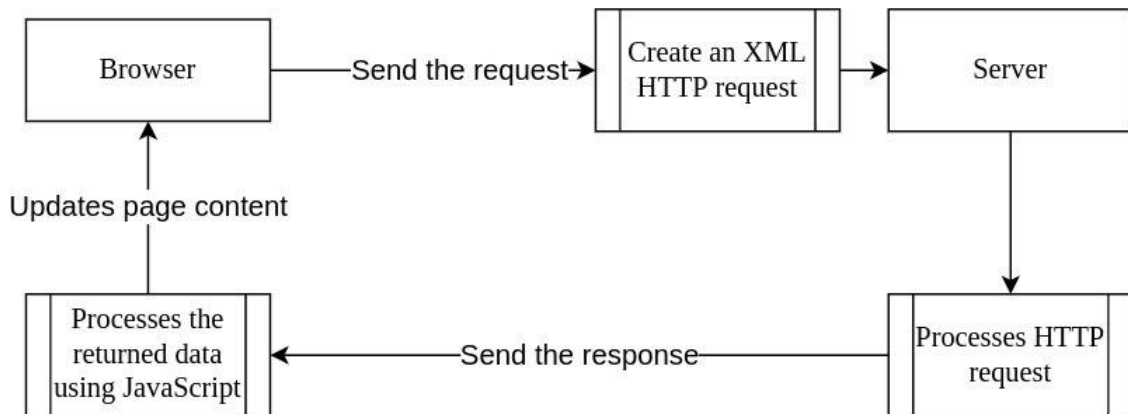 Browser
Send the request
Create an XML
HTTP request
Server
Updates page content
Processes the
returned data
using JavaScript
Send the response
Processes HTTP
request